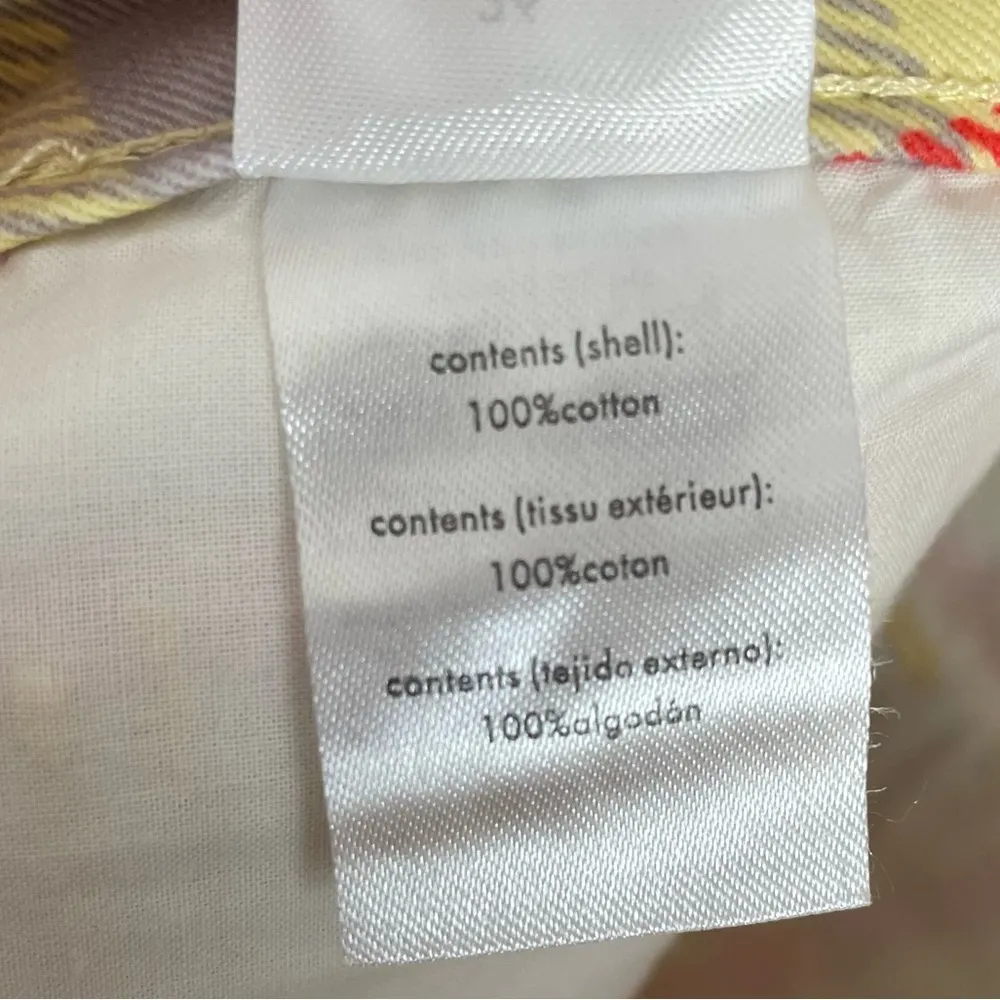 contents (shell):
100%cotton
contents (tissu extérieur):
100%coton
contents (tejido externo):
100%algodón